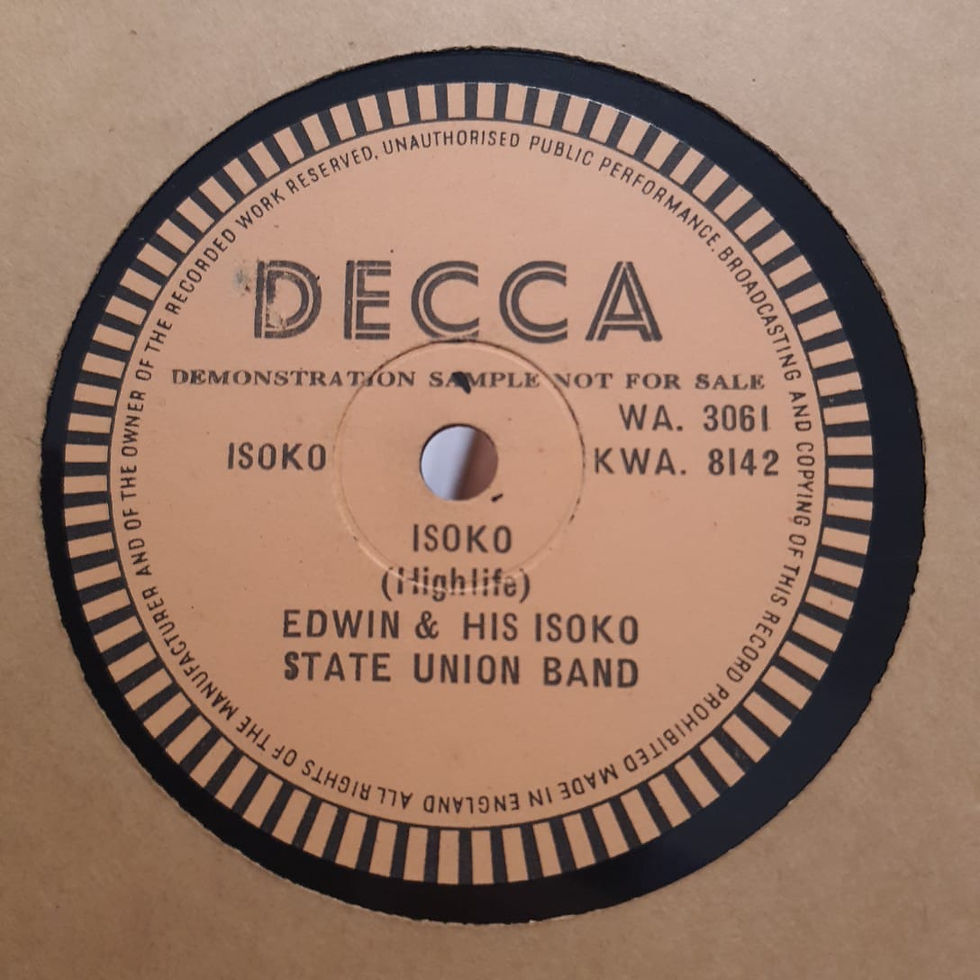 ALL RIGHTS OF THE MANUFACTURER AND OF THE OWNER OF THE RECORDED WORK RESERVED. UNAUTHORISED PUBLIC PERFORMANCE, BROADCASTING AND COPYING OF THIS RECORD PROHIBITED MADE IN ENGLAND
DECCA
DEMONSTRATION SAMPLE NOT FOR SALE
WA. 3061
ISOKO KWA. 8142
ISOKO
(Highlife)
EDWIN & HIS ISOKO
STATE UNION BAND